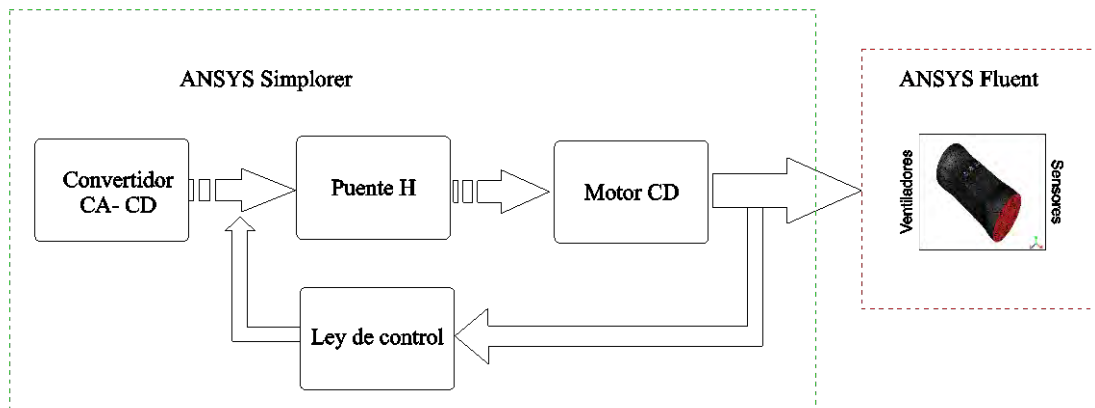 ANSYS Simplorer
ANSYS Fluent
Convertidor
CA- CD
Puente H
Motor CD
Ventiladores
Sensores
Ley de control